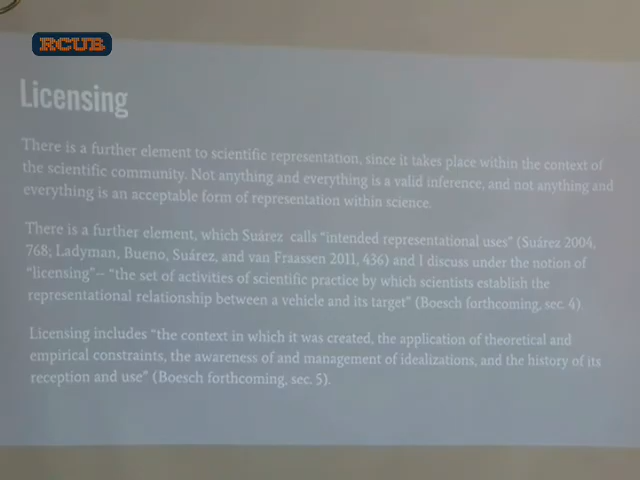 RCUB
Licensing
There is a further element to scientific representation, since it takes place within the context of
the scientific community. Not anything and everything is a valid inference, and not anything and
everything is an acceptable form of representation within science.
There is a further element, which Suárez calls "intended representational uses" (Suárez 2004,
768; Ladyman, Bueno, Suárez, and van Fraassen 2011, 436) and I discuss under the notion of
"licensing"-- "the set of activities of scientific practice by which scientists establish the
representational relationship between a vehicle and its target" (Boesch forthcoming, sec. 4).
Licensing includes "the context in which it was created, the application of theoretical and
empirical constraints, the awareness of and management of idealizations, and the history of its
reception and use" (Boesch forthcoming, sec. 5).